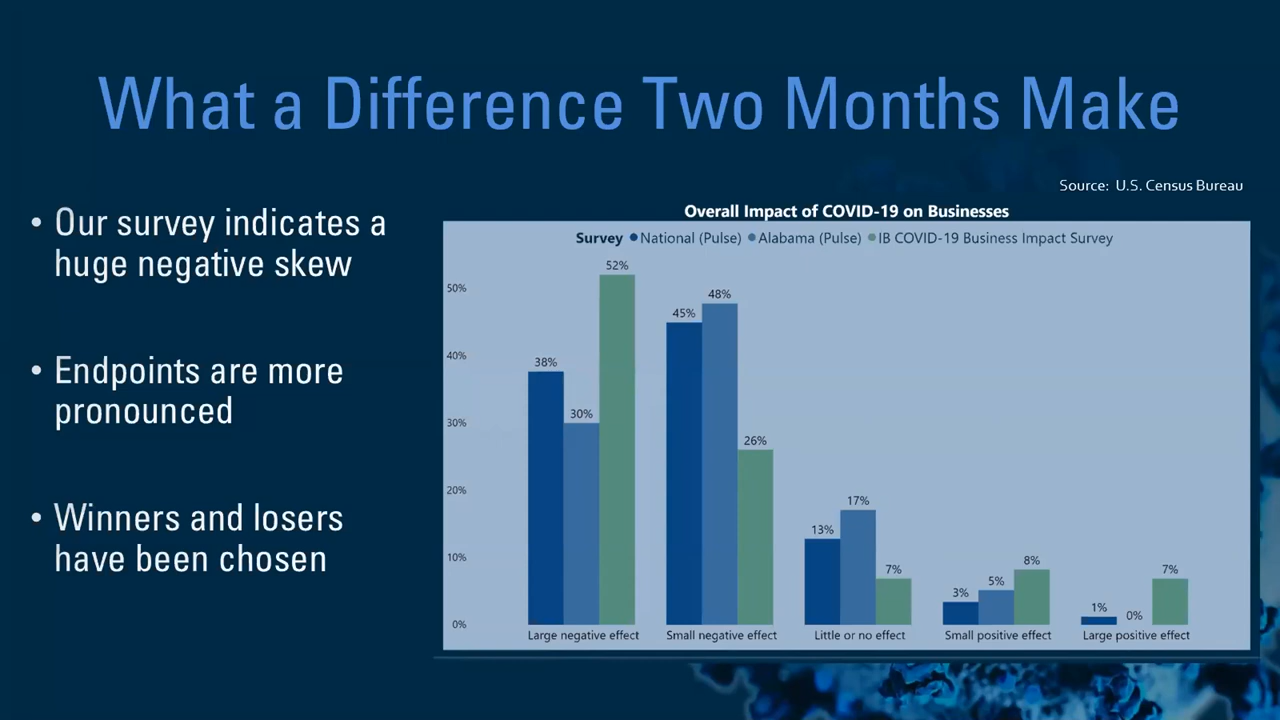 What a Difference Two Months Make
• Our survey indicates a
huge negative skew
• Endpoints are more
pronounced
• Winners and losers
have been chosen
Source: U.S. Census Bureau
Overall Impact of COVID-19 on Businesses
Survey ●National (Pulse) ●Alabama (Pulse) ●IB COVID-19 Business Impact Survey
50%
40%
30%
20%
10%
0%
38%
30%
52%
45%
48%
26%
13%
17%
7%
3%
5%
8%
1%
0%
7%
Large negative effect
Small negative effect
Little or no effect
Small positive effect
Large positive effect